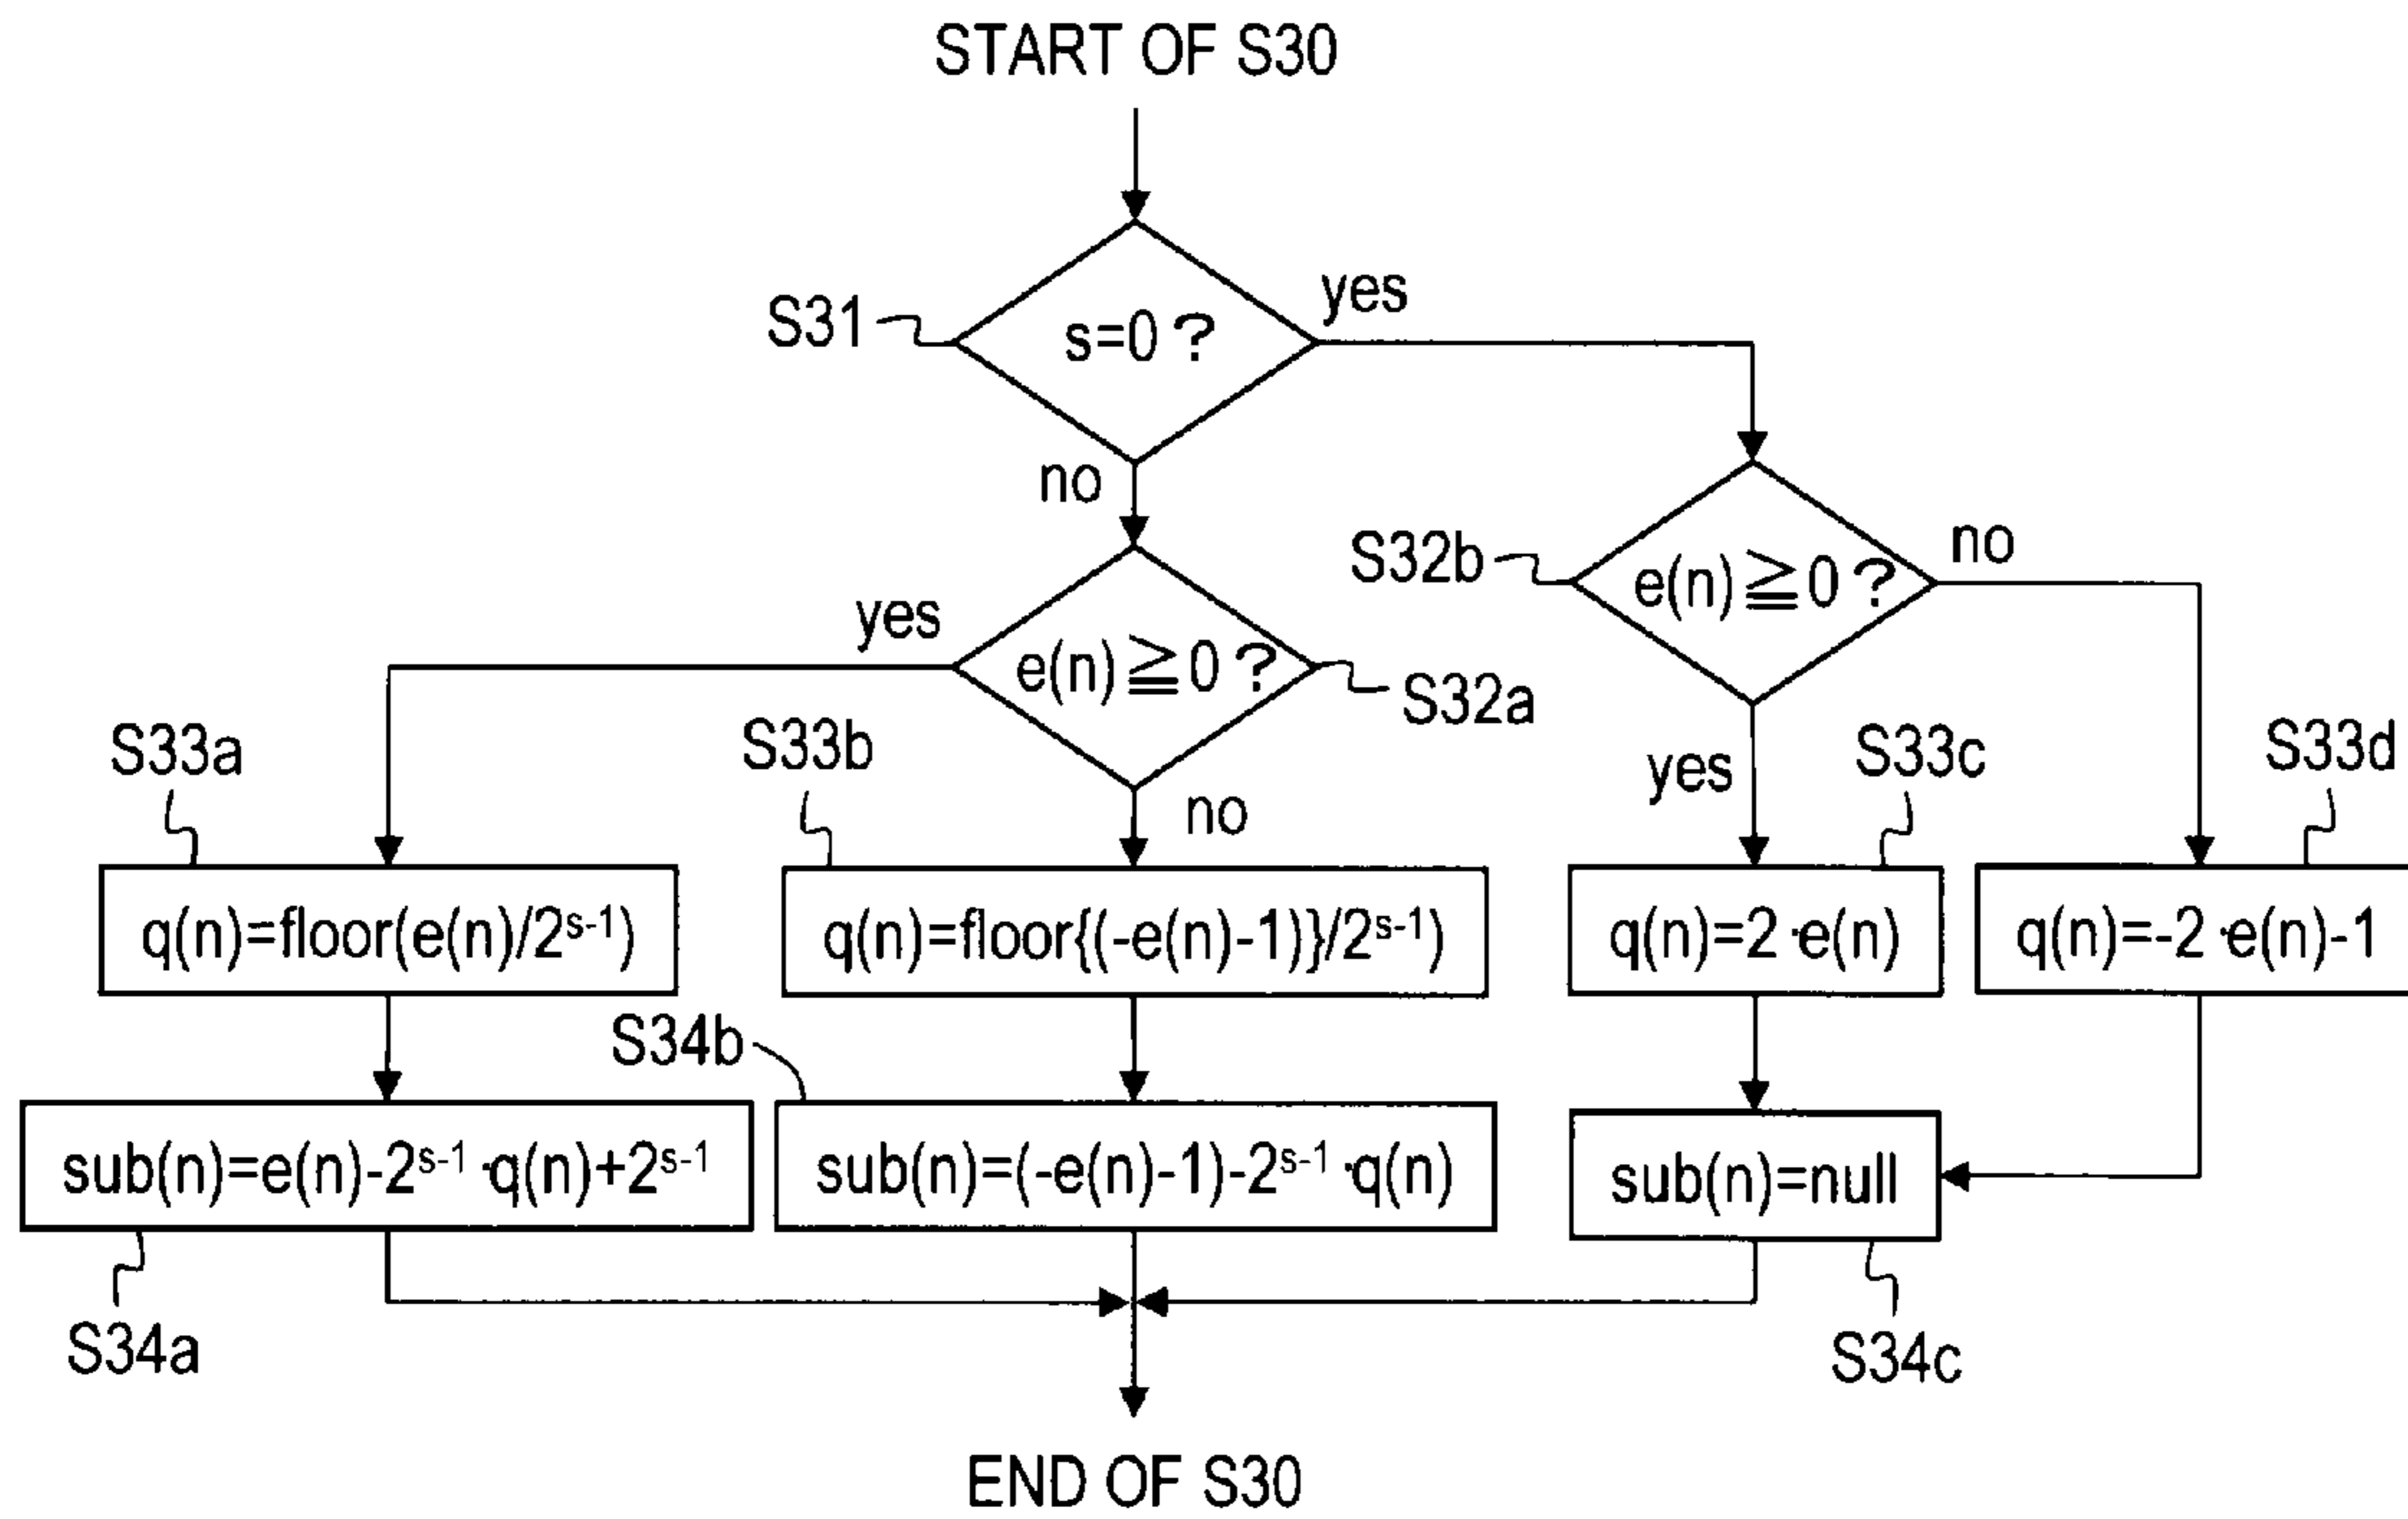 START OF S30
S31
s=0 ?
yes
no
S32b
e(n)≧0 ?
no
yes
e(n)≧0 ?
S32a
S33a
S33b
no
yes
S33c
S33d
q(n)=floor(e(n)/2^{s-1})
q(n)=floor{(-e(n)-1)}/2^{s-1})
q(n)=2·e(n)
q(n)=-2·e(n)-1
S34b
sub(n)=e(n)-2^{s-1}·q(n)+2^{s-1}
sub(n)=(-e(n)-1)-2^{s-1}·q(n)
sub(n)=null
S34a
S34c
END OF S30